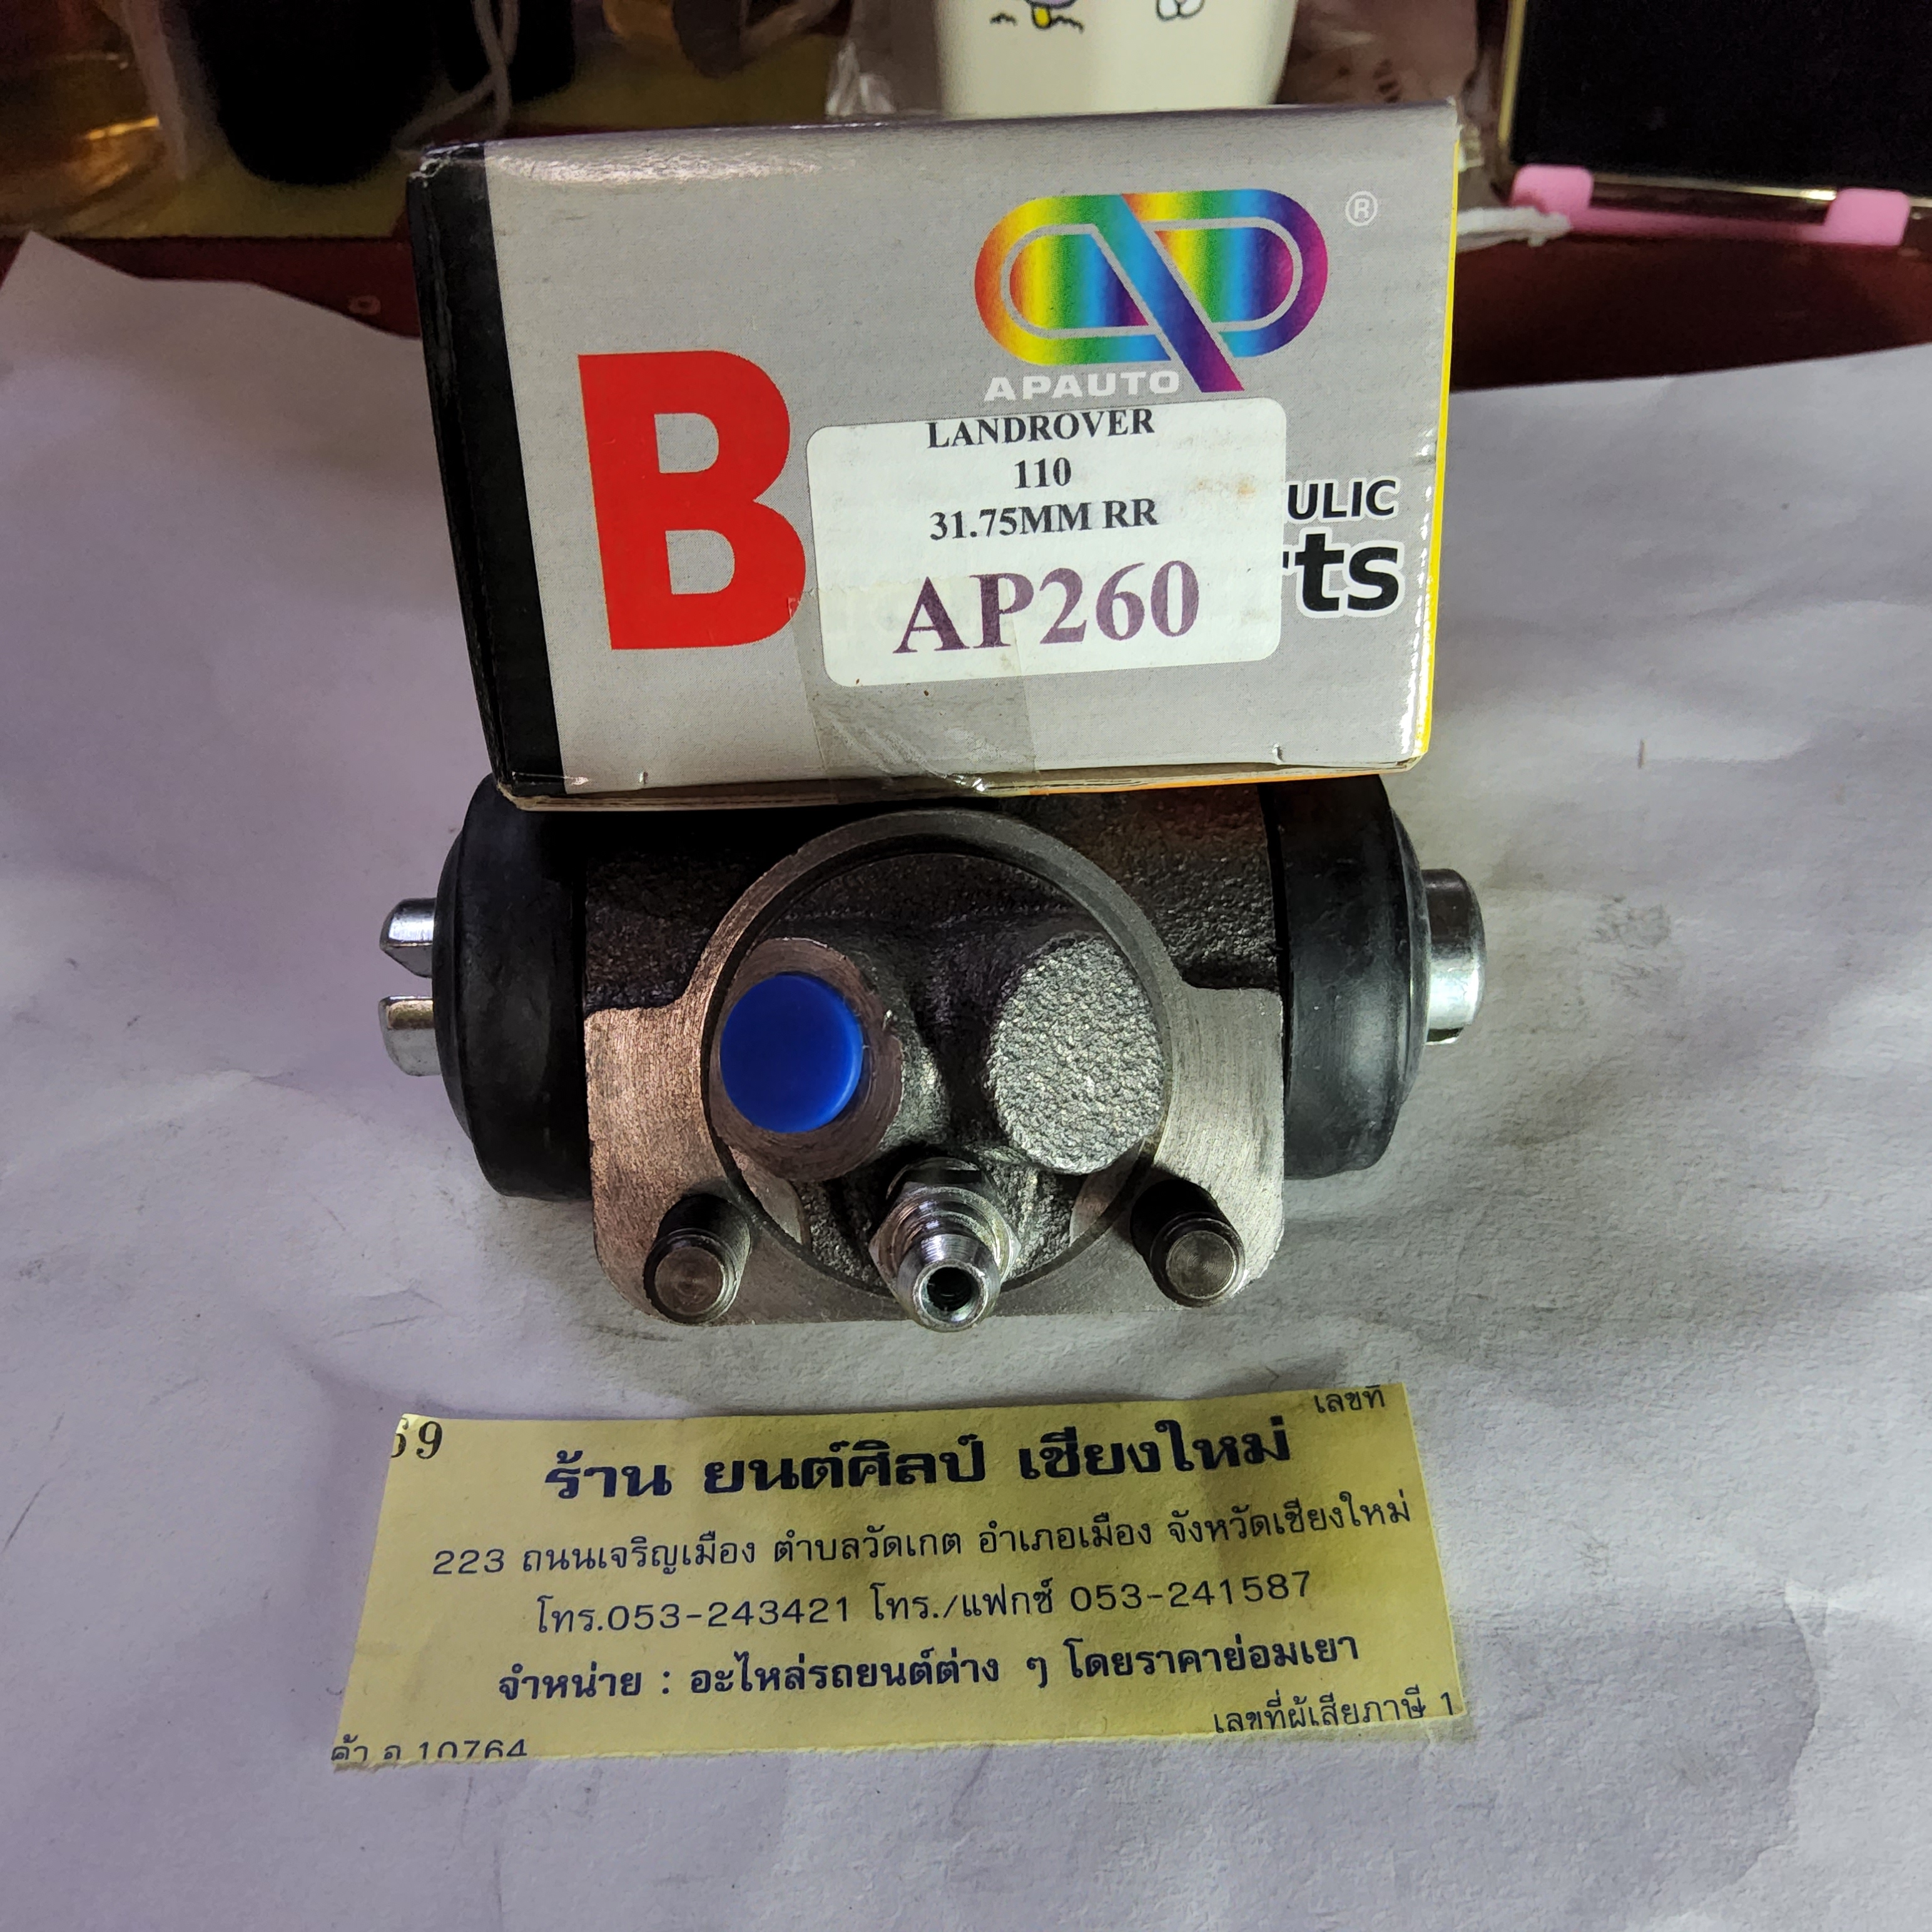 ®
APAUTO
B
LANDROVER
110
31.75MM RR
AP260
ULIC
rts
69
เลขที่
ร้าน ยนต์ศิลป์ เชียงใหม่
223 ถนนเจริญเมือง ตำบลวัดเกต อำเภอเมือง จังหวัดเชียงใหม่
โทร.053-243421 โทร./แฟกซ์ 053-241587
จำหน่าย : อะไหล่รถยนต์ต่าง ๆ โดยราคาย่อมเยา
เลขที่ผู้เสียภาษี 1
ค้า 10764